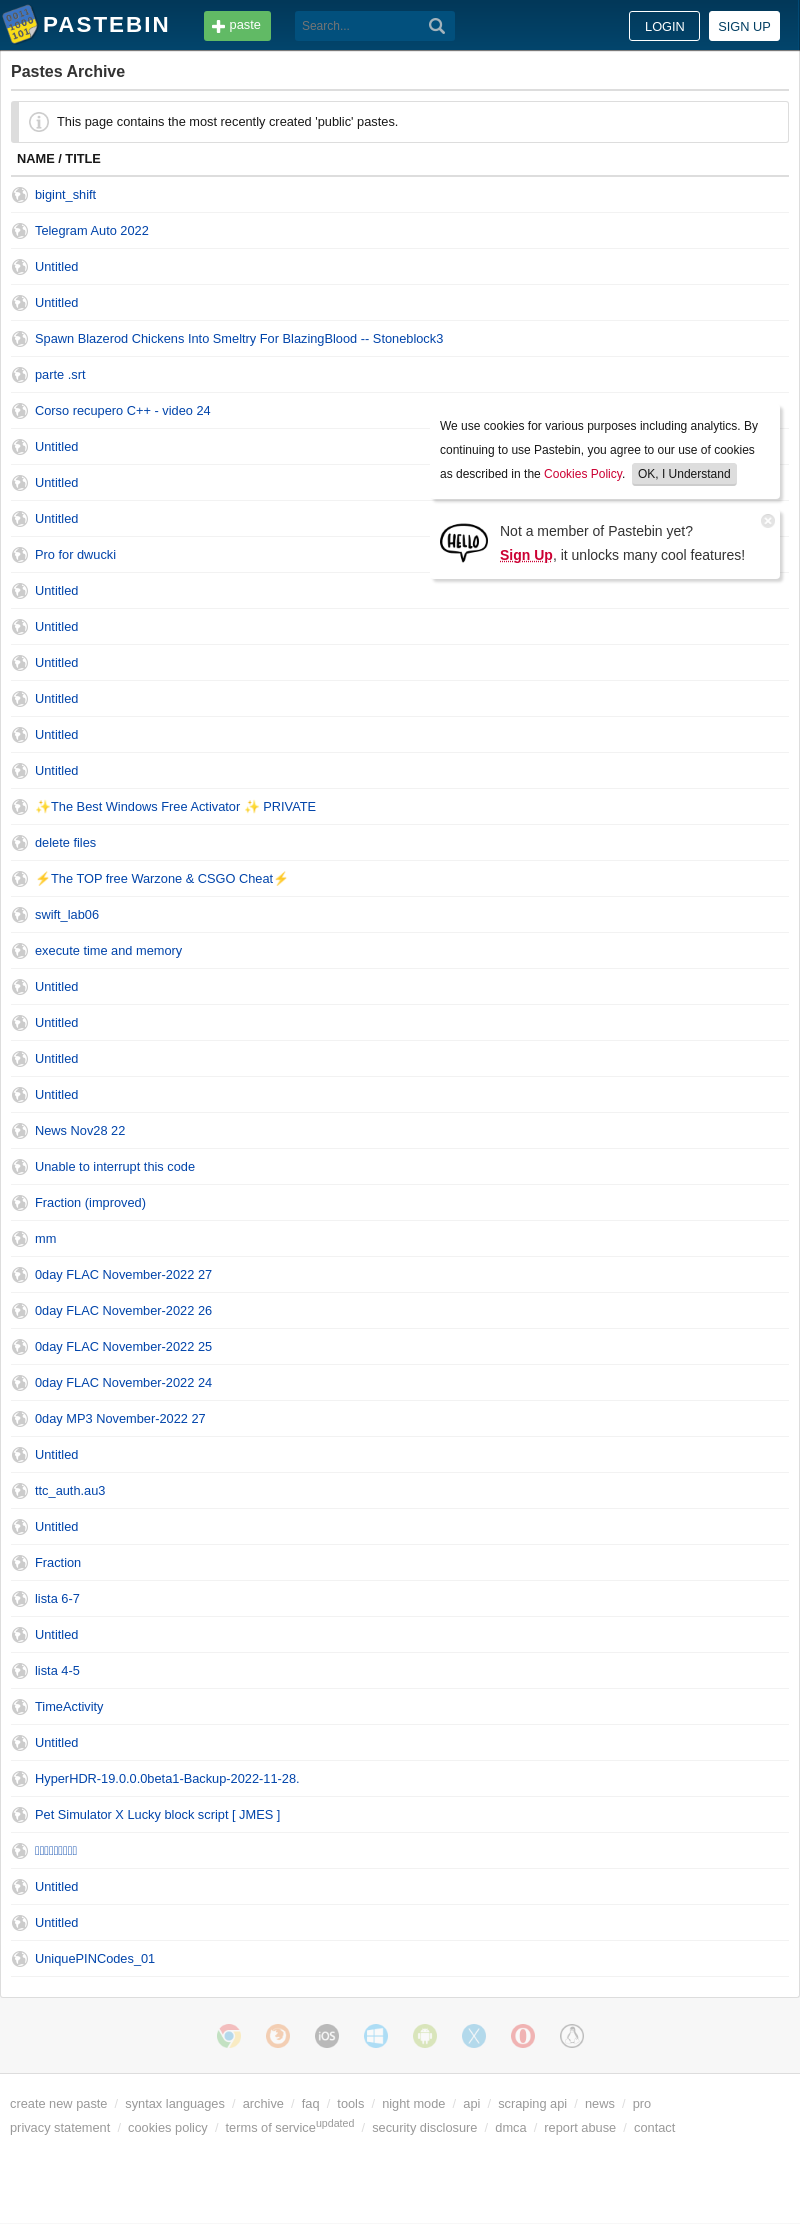 PASTEBIN paste Search... LOGIN SIGN UP
Pastes Archive
This page contains the most recently created 'public' pastes.
NAME / TITLE
bigint_shift
Telegram Auto 2022
Untitled
Untitled
Spawn Blazerod Chickens Into Smeltry For BlazingBlood -- Stoneblock3
parte .srt
Corso recupero C++ - video 24
Untitled
Untitled
Untitled
Pro for dwucki
We use cookies for various purposes including analytics. By
continuing to use Pastebin, you agree to our use of cookies
as described in the Cookies Policy. OK, I Understand
HELLO
Not a member of Pastebin yet?
Sign Up, it unlocks many cool features!
Untitled
Untitled
Untitled
Untitled
Untitled
Untitled
✨The Best Windows Free Activator ✨ PRIVATE
delete files
⚡The TOP free Warzone & CSGO Cheat⚡
swift_lab06
execute time and memory
Untitled
Untitled
Untitled
Untitled
News Nov28 22
Unable to interrupt this code
Fraction (improved)
mm
0day FLAC November-2022 27
0day FLAC November-2022 26
0day FLAC November-2022 25
0day FLAC November-2022 24
0day MP3 November-2022 27
Untitled
ttc_auth.au3
Untitled
Fraction
lista 6-7
Untitled
lista 4-5
TimeActivity
Untitled
HyperHDR-19.0.0.0beta1-Backup-2022-11-28.
Pet Simulator X Lucky block script [ JMES ]
Untitled
Untitled
UniquePINCodes_01
iOS
create new paste / syntax languages / archive / faq / tools / night mode / api / scraping api / news / pro
privacy statement / cookies policy / terms of service updated / security disclosure / dmca / report abuse / contact